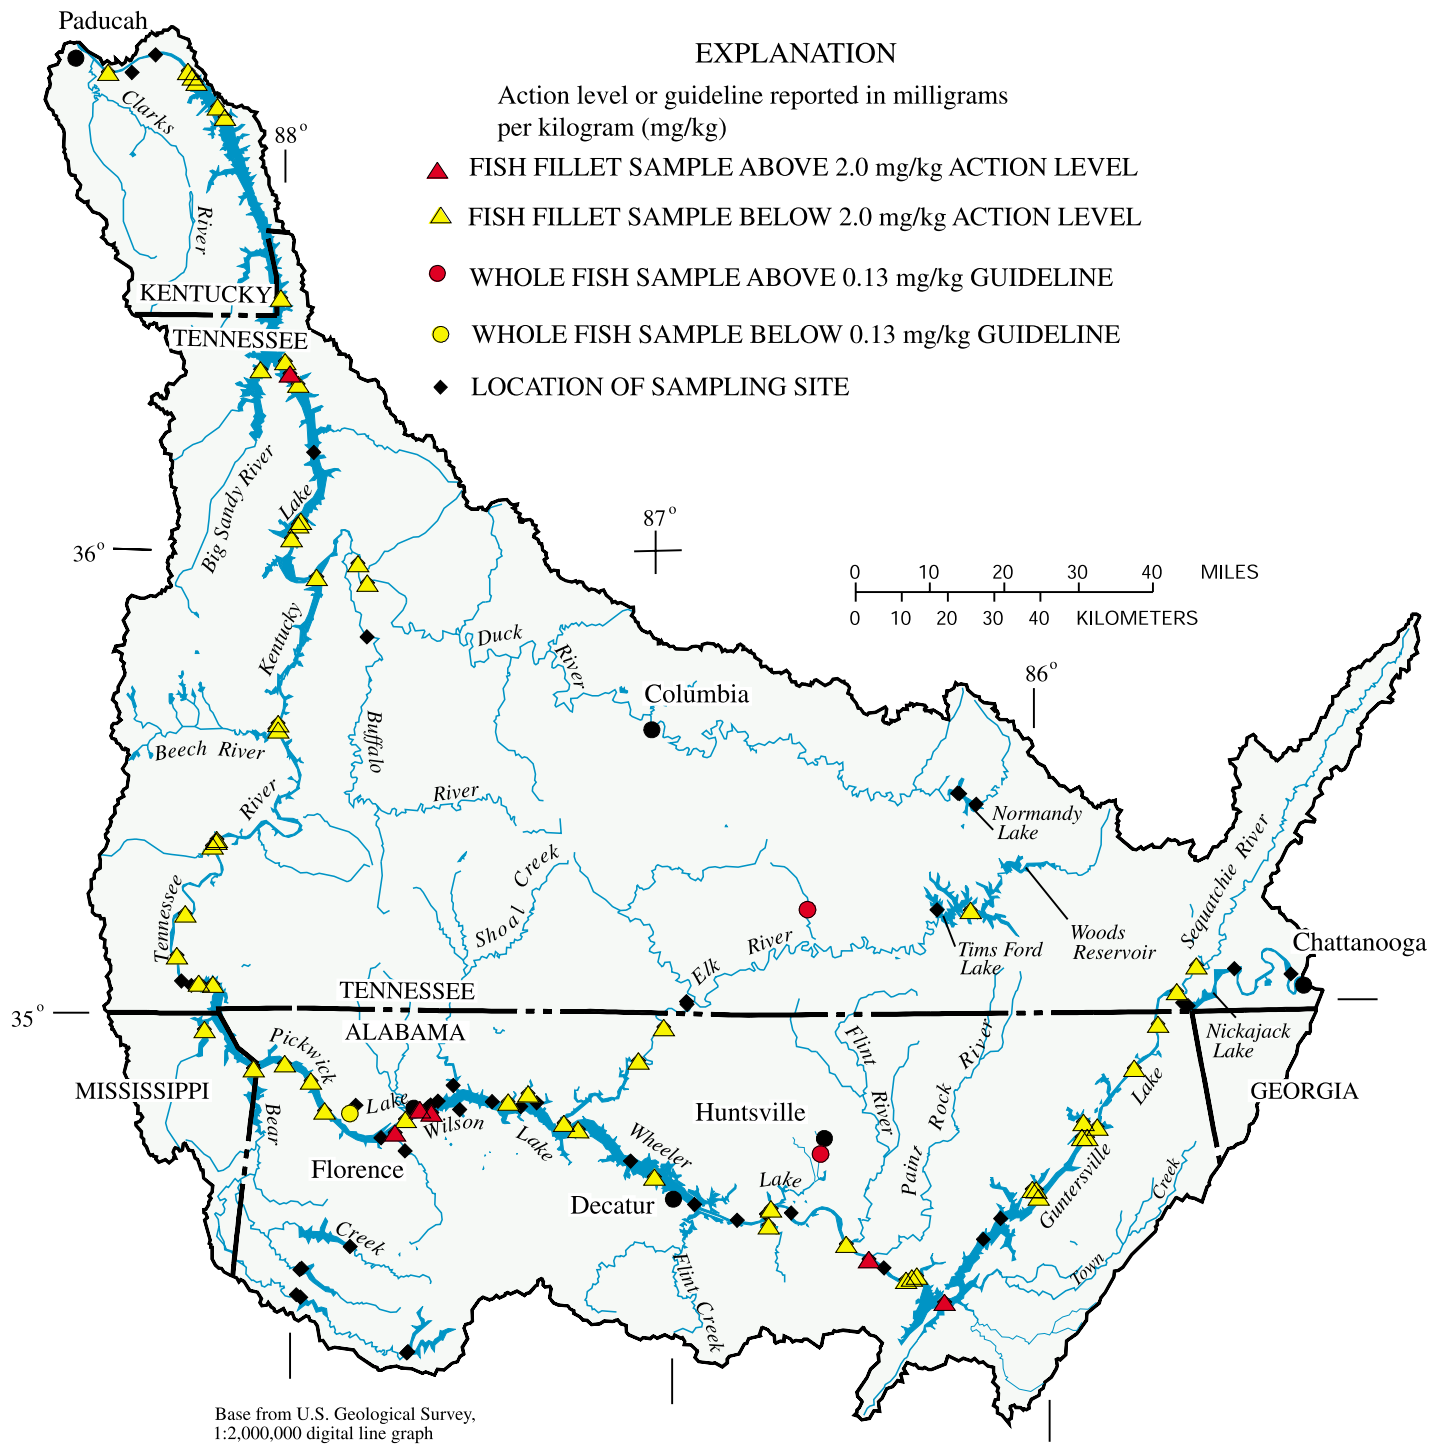 Paducah
EXPLANATION
Action level or guideline reported in milligrams
per kilogram (mg/kg)
FISH FILLET SAMPLE ABOVE 2.0 mg/kg ACTION LEVEL
FISH FILLET SAMPLE BELOW 2.0 mg/kg ACTION LEVEL
WHOLE FISH SAMPLE ABOVE 0.13 mg/kg GUIDELINE
WHOLE FISH SAMPLE BELOW 0.13 mg/kg GUIDELINE
LOCATION OF SAMPLING SITE
88°
Clarks
River
KENTUCKY
TENNESSEE
Big Sandy River
Lake
87°
36°
0 10 20 30 40 MILES
0 10 20 30 40 KILOMETERS
Kentucky
Duck
River
86°
Columbia
Buffalo
Beech River
River
River
Normandy
Lake
Sequatchie River
Shoal Creek
Tennessee
River
Elk
Woods
Reservoir
Tims Ford
Lake
Chattanooga
TENNESSEE
35°
ALABAMA
Nickajack
Lake
Pickwick
Flint
River
River
Rock
Paint
MISSISSIPPI
GEORGIA
Lake
Bear
Lake
Wilson
Huntsville
Lake
Wheeler
Florence
Lake
Decatur
Guntersville
Creek
Town
Creek
Flint Creek
Base from U.S. Geological Survey,
1:2,000,000 digital line graph